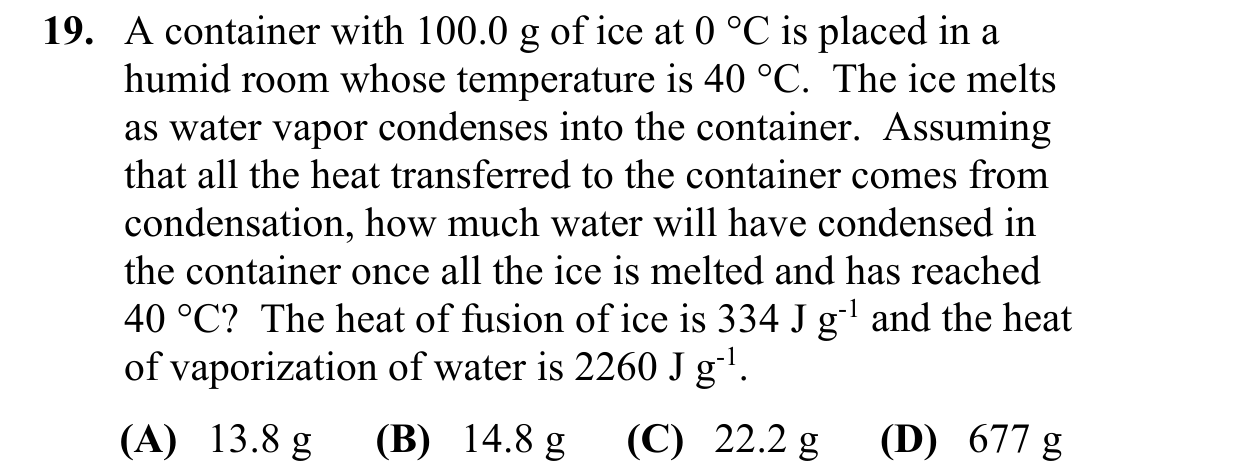 19. A container with 100.0 g of ice at 0 °C is placed in a
humid room whose temperature is 40 °C. The ice melts
as water vapor condenses into the container. Assuming
that all the heat transferred to the container comes from
condensation, how much water will have condensed in
the container once all the ice is melted and has reached
40 °C? The heat of fusion of ice is 334 J g⁻¹ and the heat
of vaporization of water is 2260 J g⁻¹.
(A) 13.8 g (B) 14.8 g (C) 22.2 g (D) 677 g